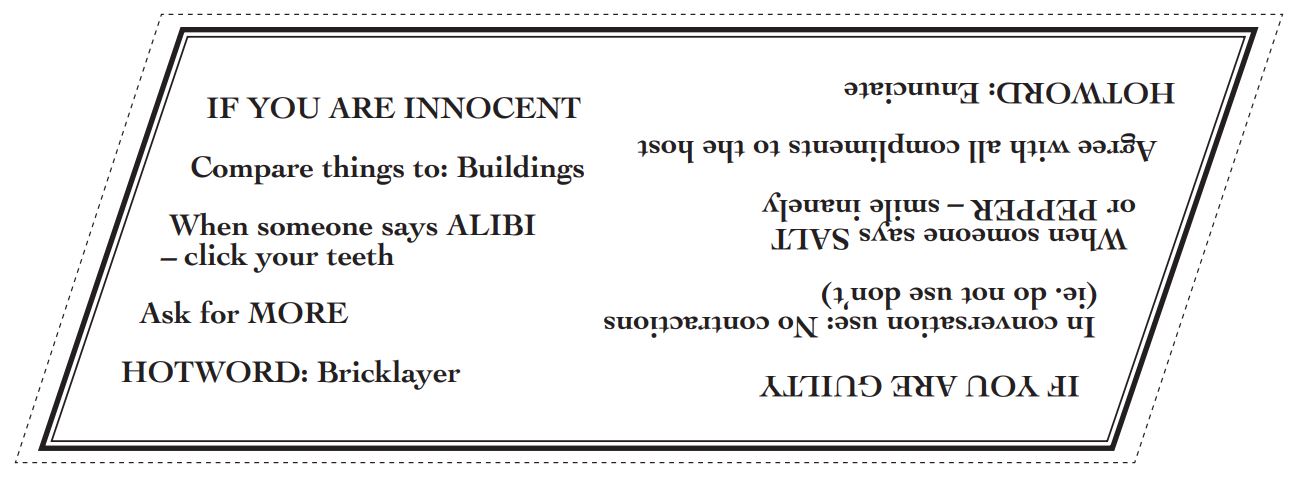 IF YOU ARE INNOCENT
Compare things to: Buildings
When someone says ALIBI
– click your teeth
Ask for MORE
HOTWORD: Bricklayer
IF YOU ARE GUILTY
In conversation use: No contractions
(ie. do not use don't)
When someone says SALT
or PEPPER – smile inanely
Agree with all compliments to the host
HOTWORD: Enunciate